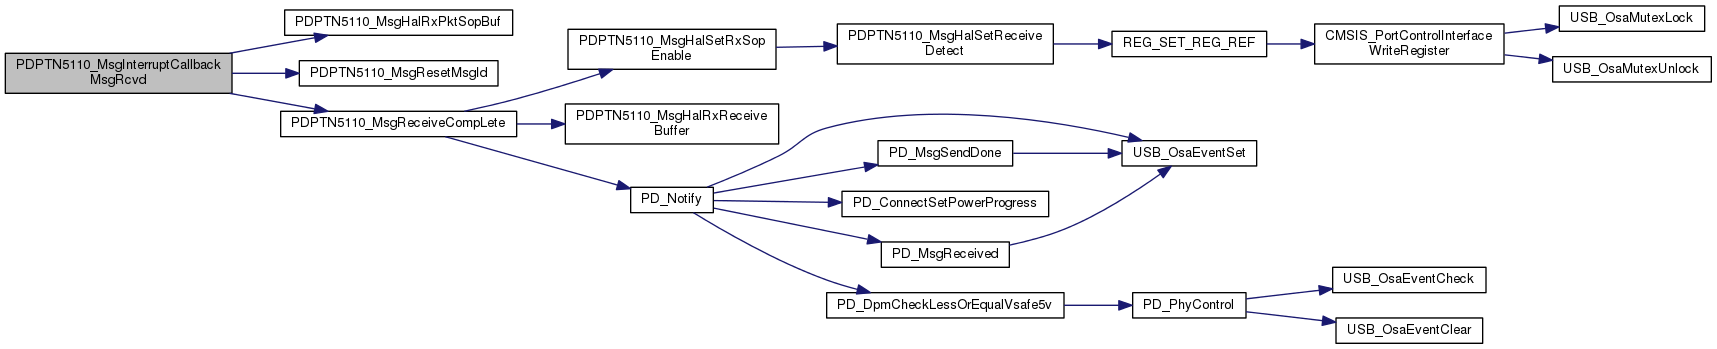 PDPTN5110_MsgInterruptCallback
MsgRcvd
PDPTN5110_MsgHalRxPktSopBuf
PDPTN5110_MsgResetMsgId
PDPTN5110_MsgReceiveCompLete
PDPTN5110_MsgHalSetRxSop
Enable
PDPTN5110_MsgHalRxReceive
Buffer
PD_Notify
PDPTN5110_MsgHalSetReceive
Detect
PD_MsgSendDone
PD_ConnectSetPowerProgress
PD_MsgReceived
PD_DpmCheckLessOrEqualVsafe5v
REG_SET_REG_REF
USB_OsaEventSet
PD_PhyControl
CMSIS_PortControlInterface
_WriteRegister
USB_OsaEventCheck
USB_OsaEventClear
USB_OsaMutexLock
USB_OsaMutexUnlock